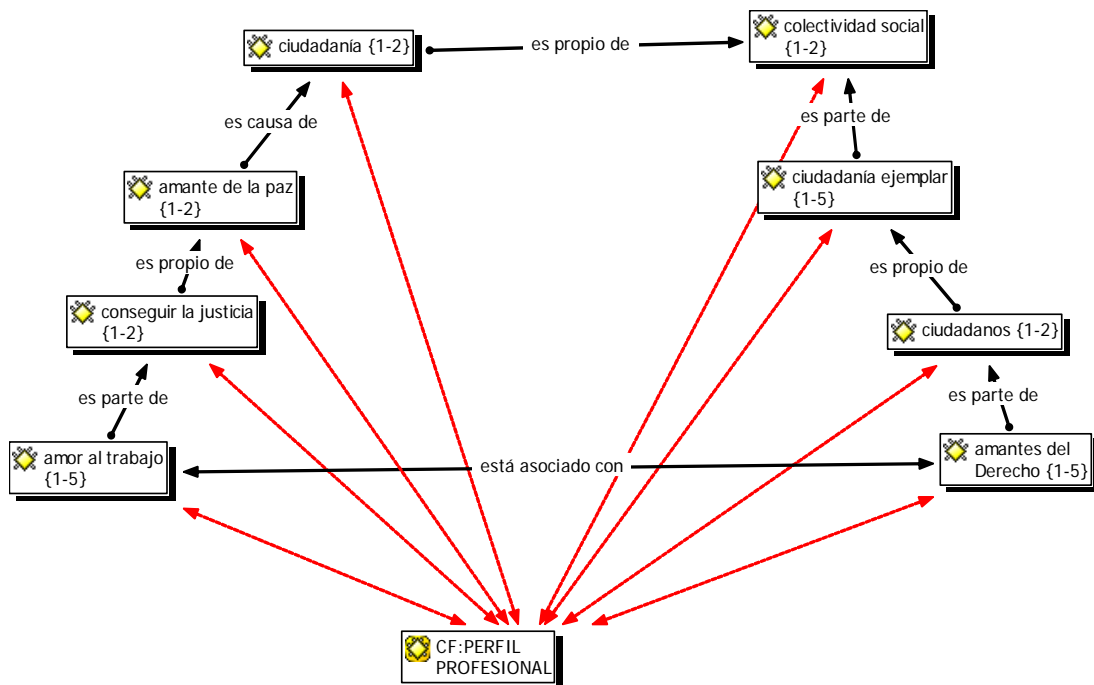 ciudadanía {1-2}
es propio de
colectividad social
{1-2}
es causa de
es parte de
amante de la paz
{1-2}
ciudadanía ejemplar
{1-5}
es propio de
es propio de
conseguir la justicia
{1-2}
ciudadanos {1-2}
es parte de
es parte de
amor al trabajo
{1-5}
está asociado con
amantes del
Derecho {1-5}
CF:PERFIL
PROFESIONAL